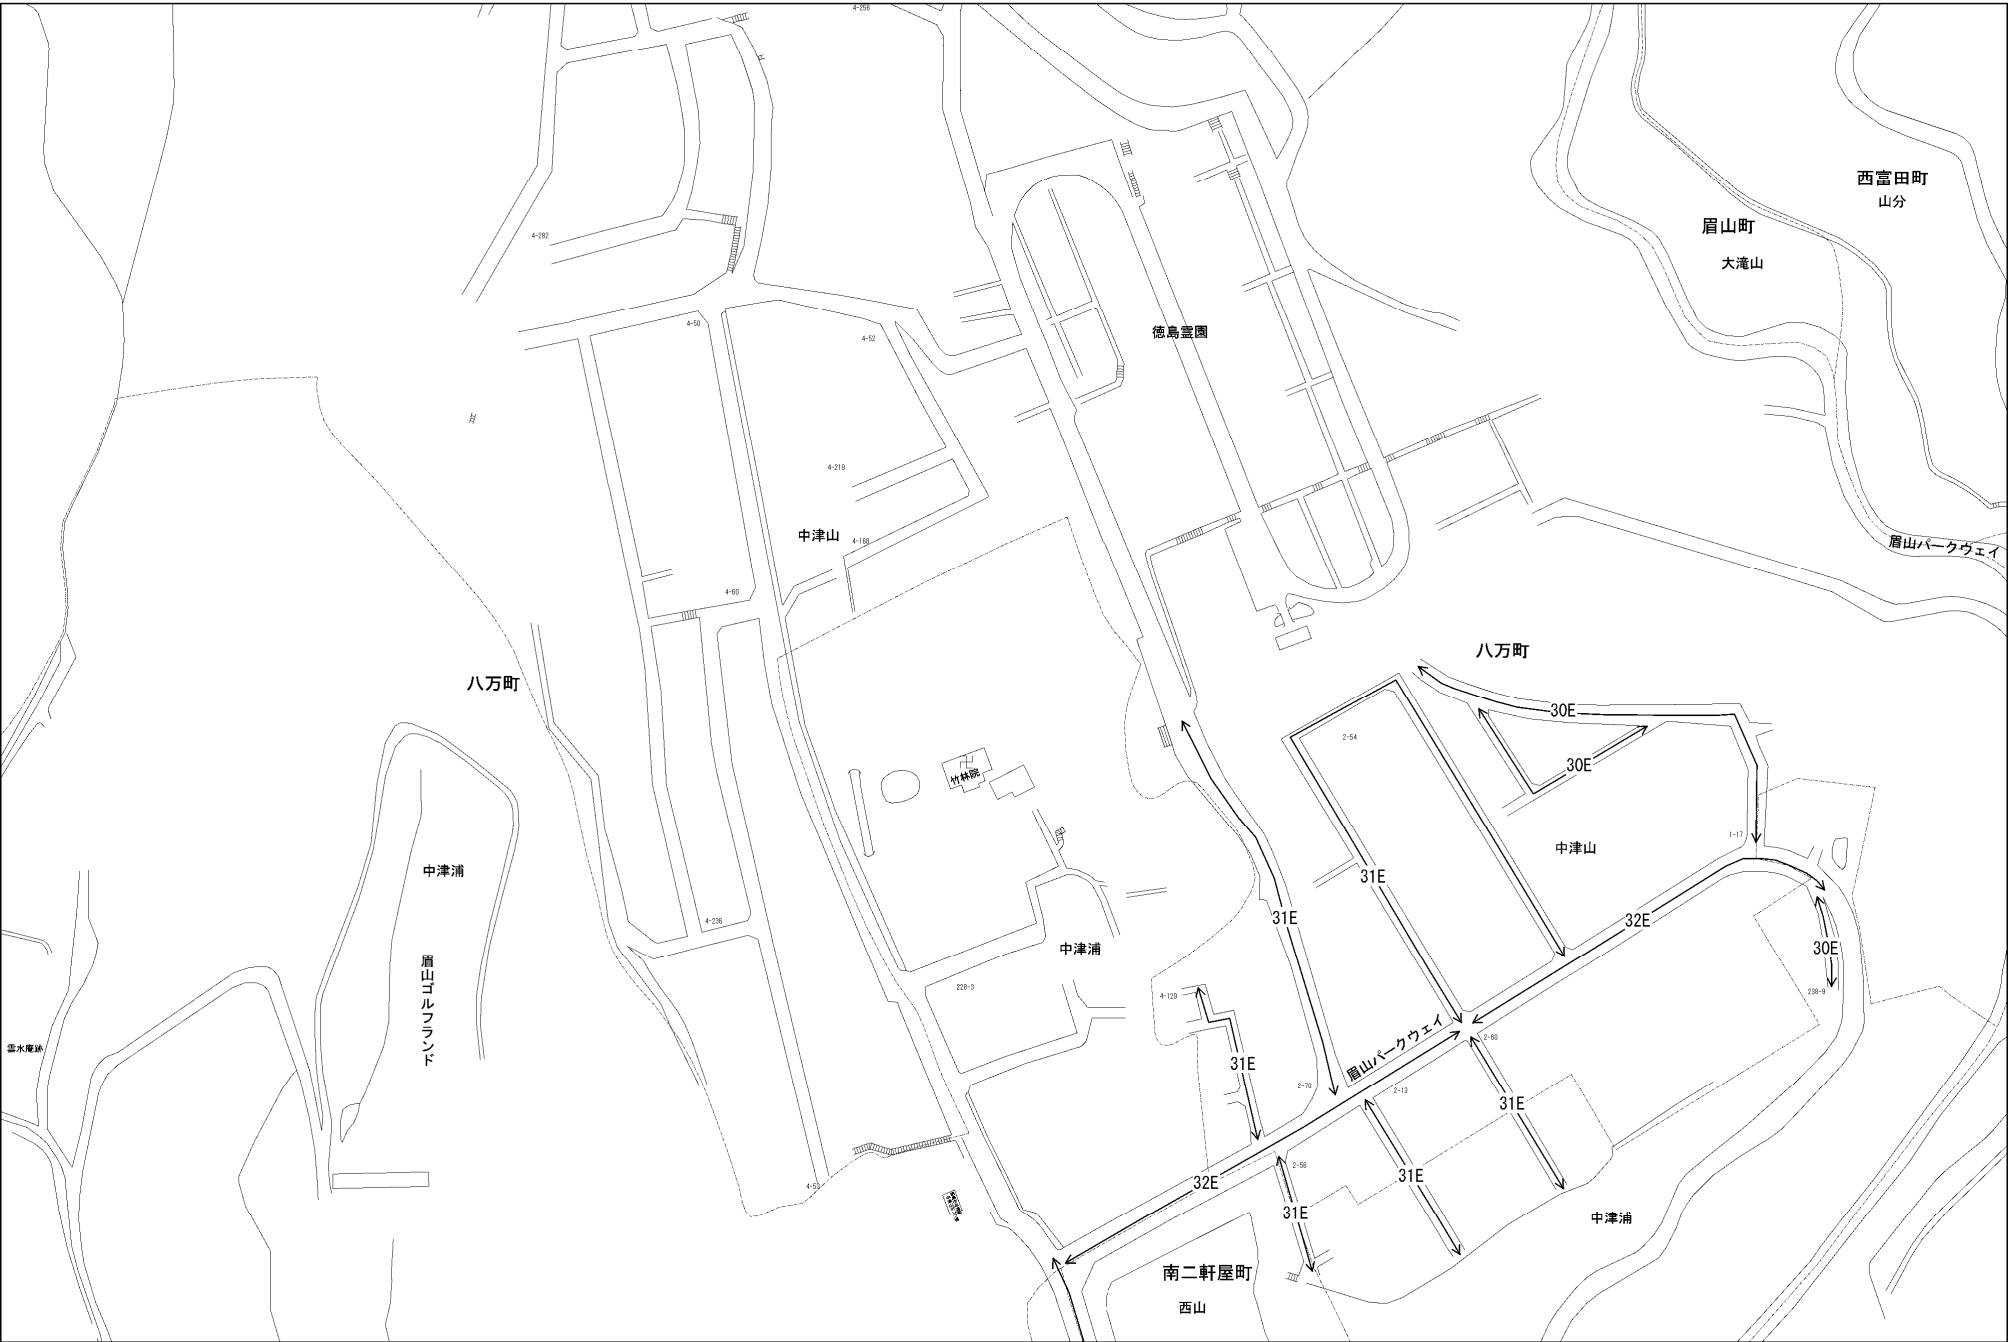 4-256
西富田町
山分
眉山町
大滝山
4-282
4-50
4-52
徳島霊園
4-219
中津山
4-168
眉山パークウェイ
4-60
八万町
八万町
30E
2-54
30E
竹林院
1-17
中津山
中津浦
31E
31E
32E
4-236
中津浦
30E
眉山ゴルフランド
228-3
4-129
238-9
眉山パークウェイ
雲水庵跡
2-60
31E
2-70
2-13
31E
2-56
31E
4-53
32E
31E
中津浦
南二軒屋町
西山